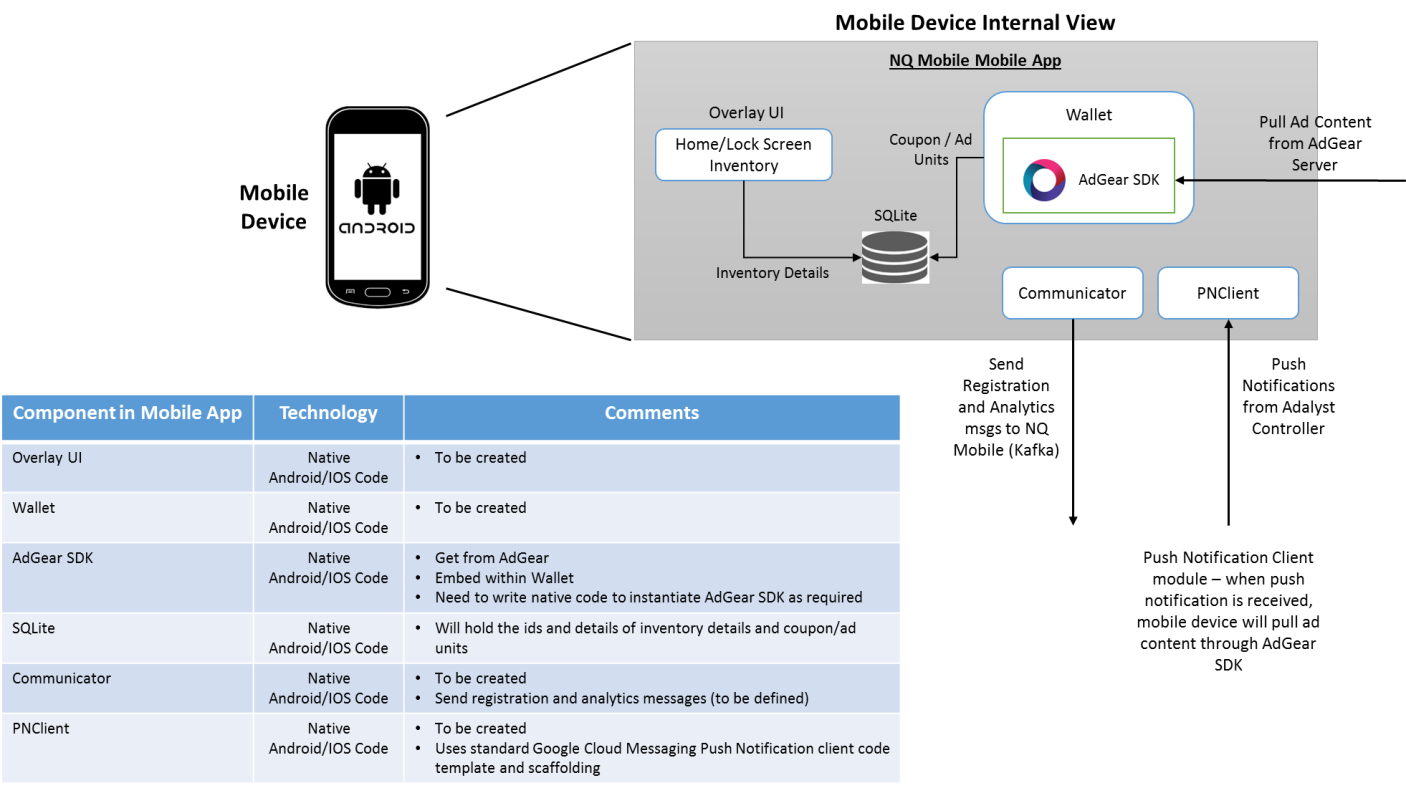 Mobile Device Internal View
NQ Mobile Mobile App
Overlay UI
Home/Lock Screen
Inventory
Coupon / Ad
Units
Wallet
AdGear SDK
Pull Ad Content
from AdGear
Server
Mobile
Device
ANDROID
SQLite
Inventory Details
Communicator
PNClient
Send
Registration
and Analytics
msgs to NQ
Mobile (Kafka)
Push
Notifications
from Adalyst
Controller
Push Notification Client
module – when push
notification is received,
mobile device will pull ad
content through AdGear
SDK
Component in Mobile App Technology Comments
Overlay UI Native • To be created
Android/IOS Code
Wallet Native • To be created
Android/IOS Code
AdGear SDK Native • Get from AdGear
Android/IOS Code • Embed within Wallet
• Need to write native code to instantiate AdGear SDK as required
SQLite Native • Will hold the ids and details of inventory details and coupon/ad
Android/IOS Code units
Communicator Native • To be created
Android/IOS Code • Send registration and analytics messages (to be defined)
PNClient Native • To be created
Android/IOS Code • Uses standard Google Cloud Messaging Push Notification client code
template and scaffolding